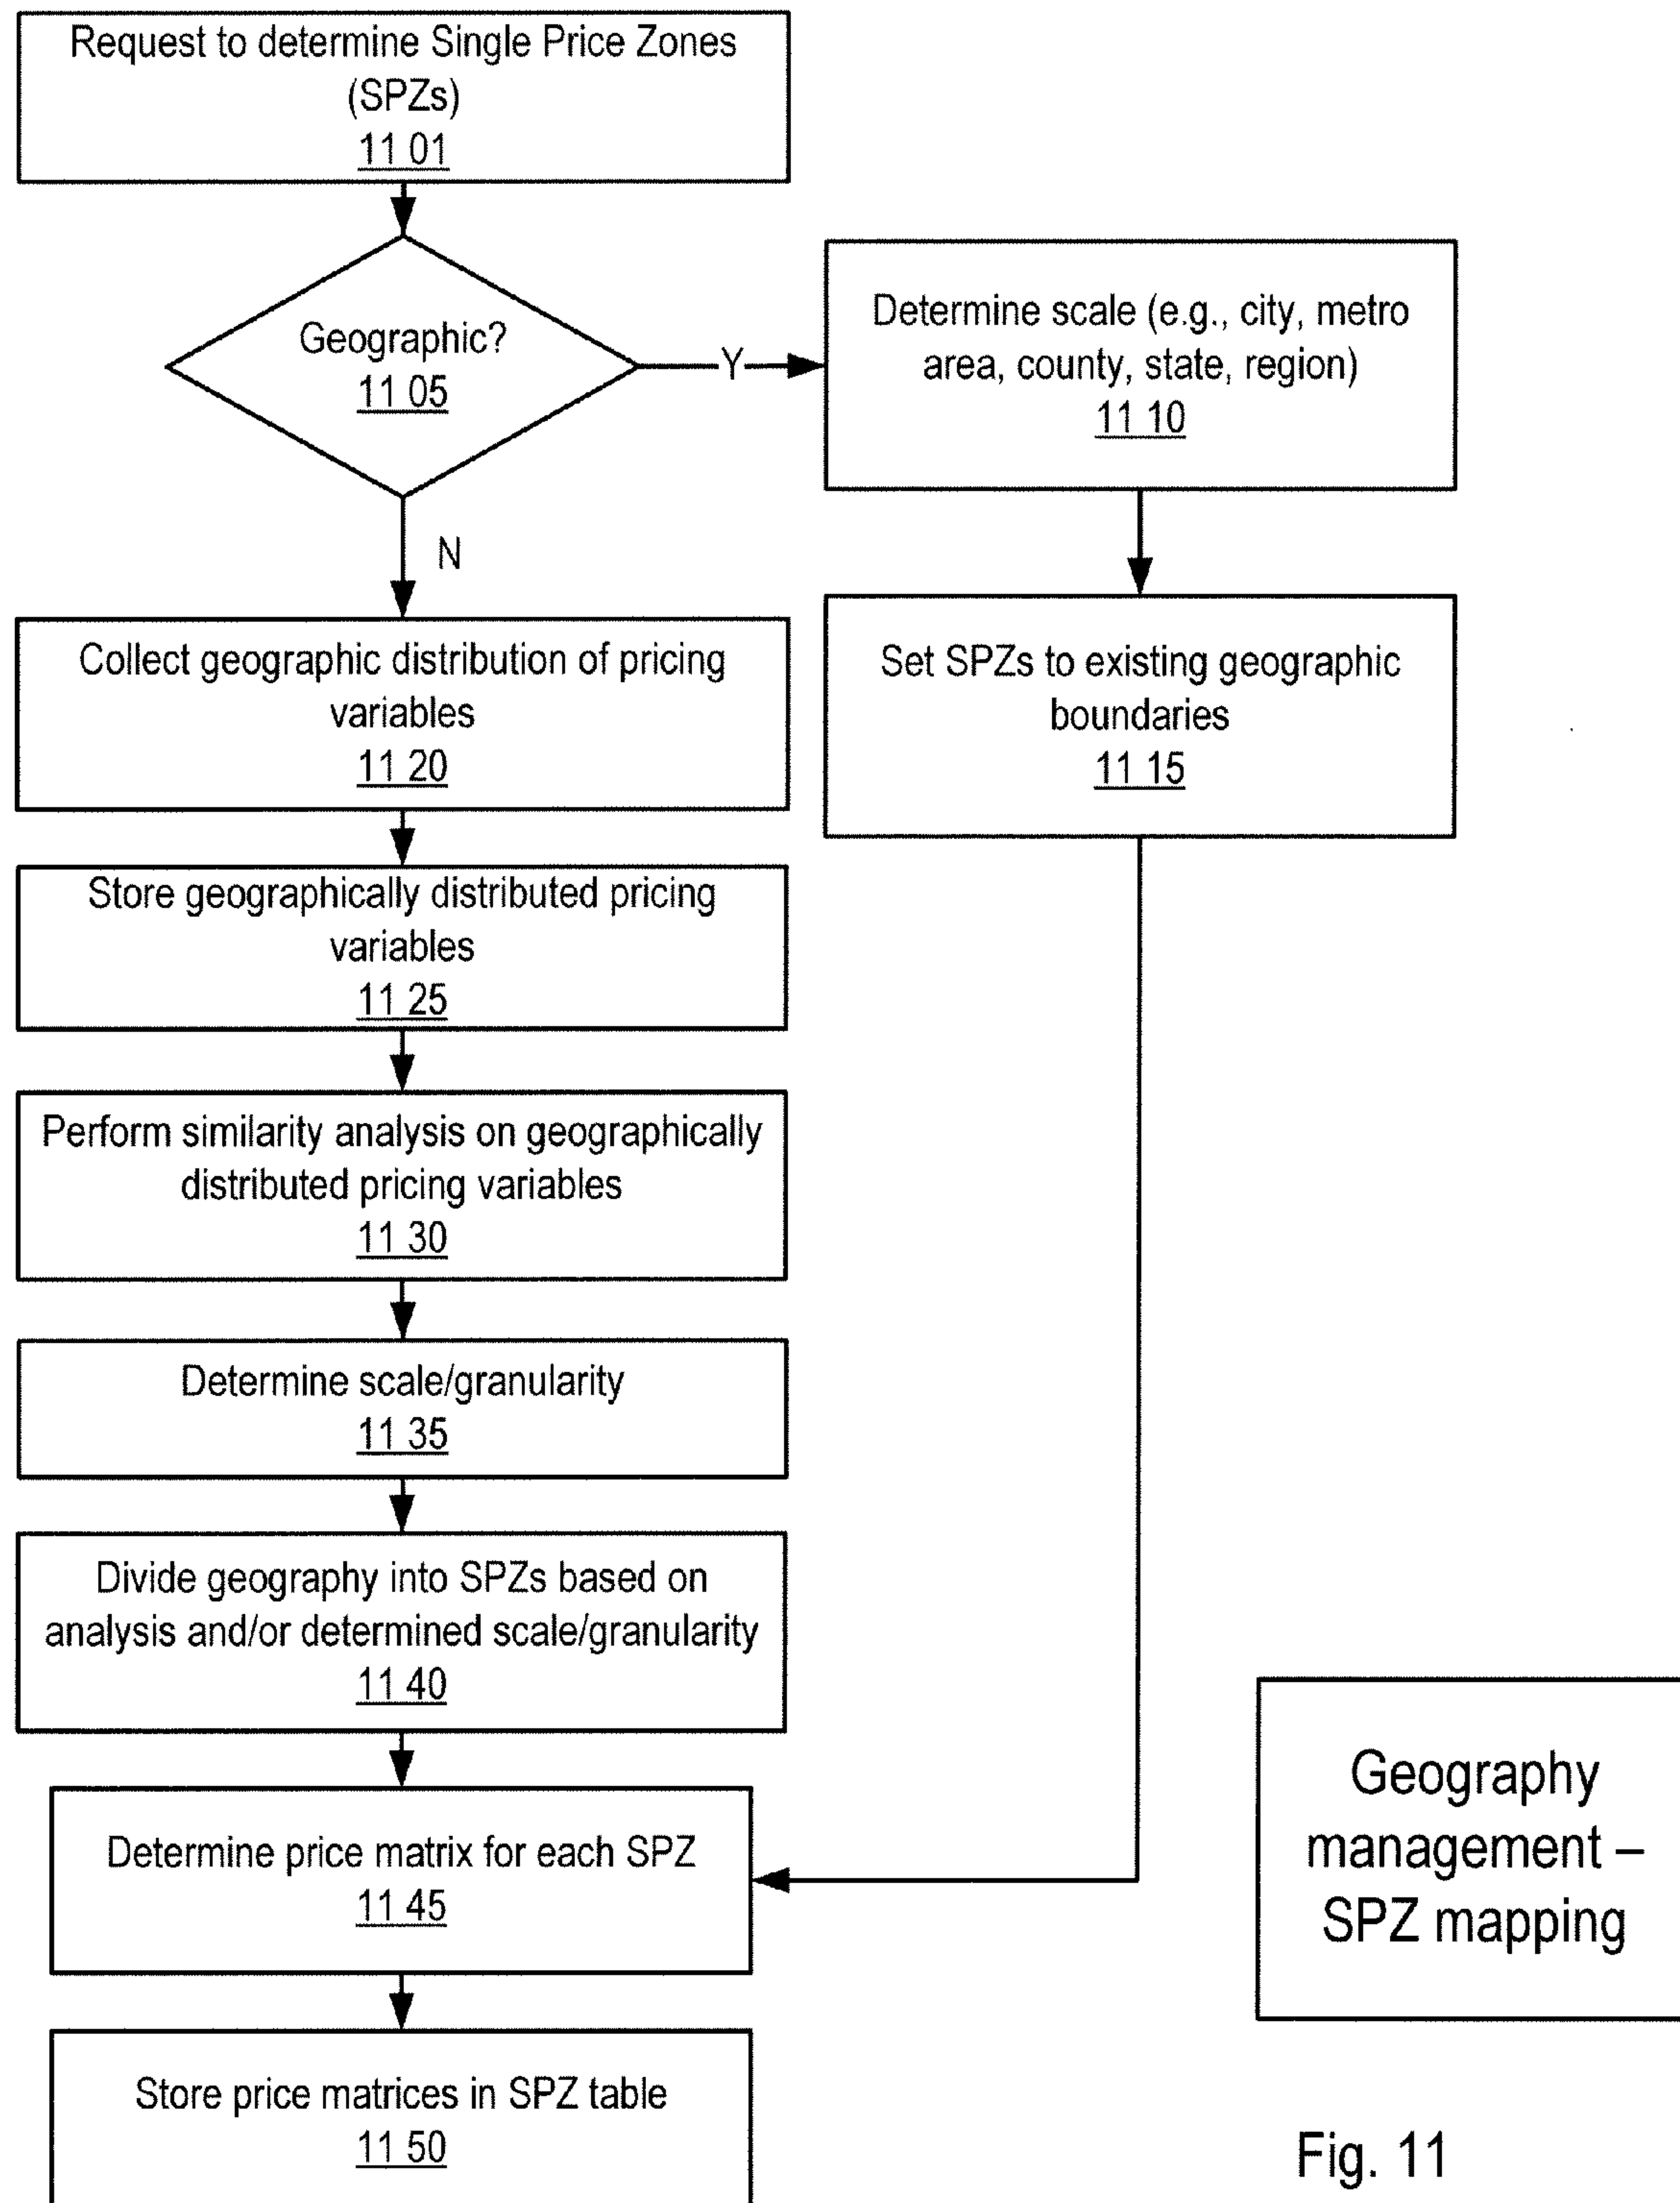 Request to determine Single Price Zones
(SPZs)
11 01
Geographic?
11 05
Y
N
Determine scale (e.g., city, metro
area, county, state, region)
11 10
Set SPZs to existing geographic
boundaries
11 15
Collect geographic distribution of pricing
variables
11 20
Store geographically distributed pricing
variables
11 25
Perform similarity analysis on geographically
distributed pricing variables
11 30
Determine scale/granularity
11 35
Divide geography into SPZs based on
analysis and/or determined scale/granularity
11 40
Determine price matrix for each SPZ
11 45
Store price matrices in SPZ table
11 50
Geography
management –
SPZ mapping
Fig. 11